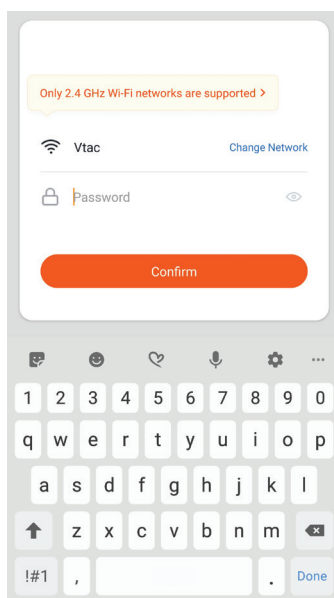 Only 2.4 GHz Wi-Fi networks are supported >
Vtac Change Network
Password
Confirm
1 2 3 4 5 6 7 8 9 0
q w e r t y u i o p
a s d f g h j k l
z x c v b n m
!#1 , . Done